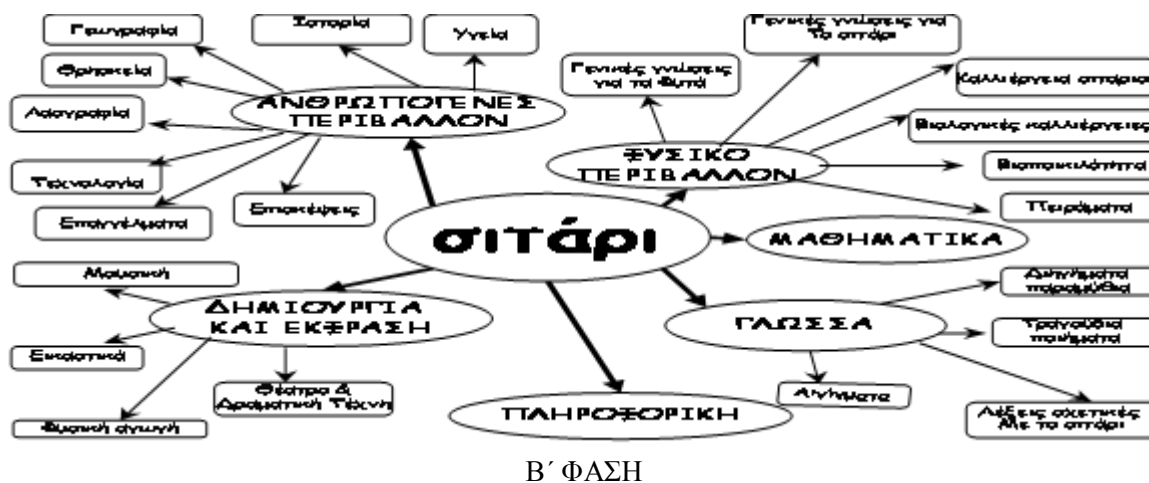 Γεωγραφία
Ιστορία
Υγεία
Θρησκεία
Λαογραφία
ΑΝΘΡΩΠΟΓΕΝΕΣ
ΠΕΡΙΒΑΛΛΟΝ
Τεχνολογία
Επαγγέλματα
Επισκέψεις
Γενικές γνώσεις για
Το σιτάρι
Γενικές γνώσεις
για τα Φυτά
Καλλιέργεια σιταριού
Βιολογικές καλλιέργειες
ΦΥΣΙΚΟ
ΠΕΡΙΒΑΛΛΟΝ
Βιοποικιλότητα
Πειράματα
σιτάρι
ΜΑΘΗΜΑΤΙΚΑ
Μουσική
ΔΗΜΙΟΥΡΓΙΑ
ΚΑΙ ΕΚΦΡΑΣΗ
Εικαστικά
Θέατρο &
Δραματική Τέχνη
Φυσική αγωγή
ΓΛΩΣΣΑ
Διηγήματα
παραμύθια
Τραγούδια
ποιήματα
Αινίγματα
Λέξεις σχετικές
Με το σιτάρι
ΠΛΗΡΟΦΟΡΙΚΗ
Β΄ ΦΑΣΗ